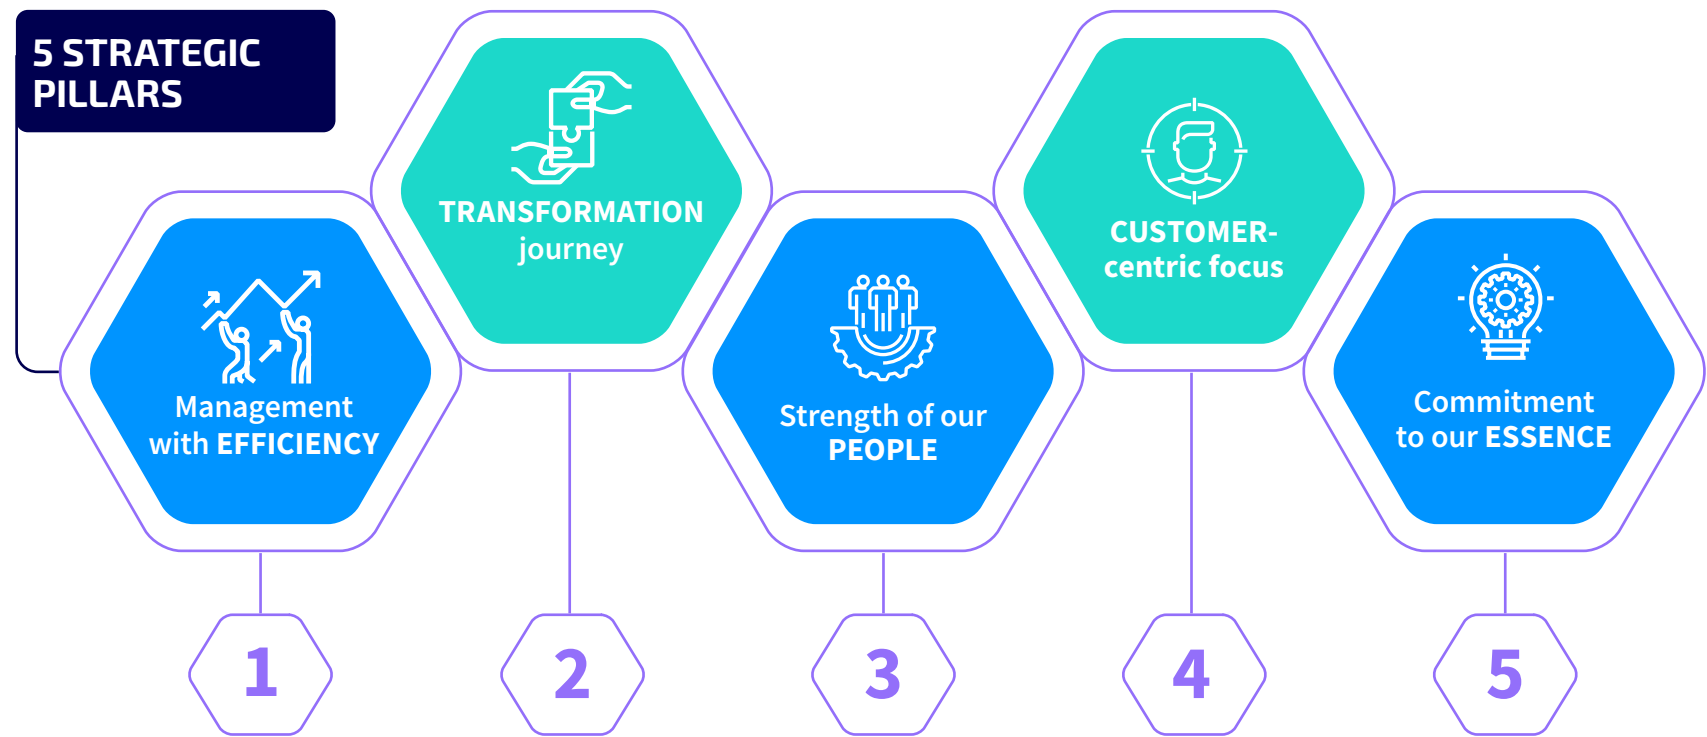 5 STRATEGIC
PILLARS
Management
with EFFICIENCY
TRANSFORMATION
journey
Strength of our
PEOPLE
CUSTOMER-
centric focus
Commitment
to our ESSENCE
1
2
3
4
5